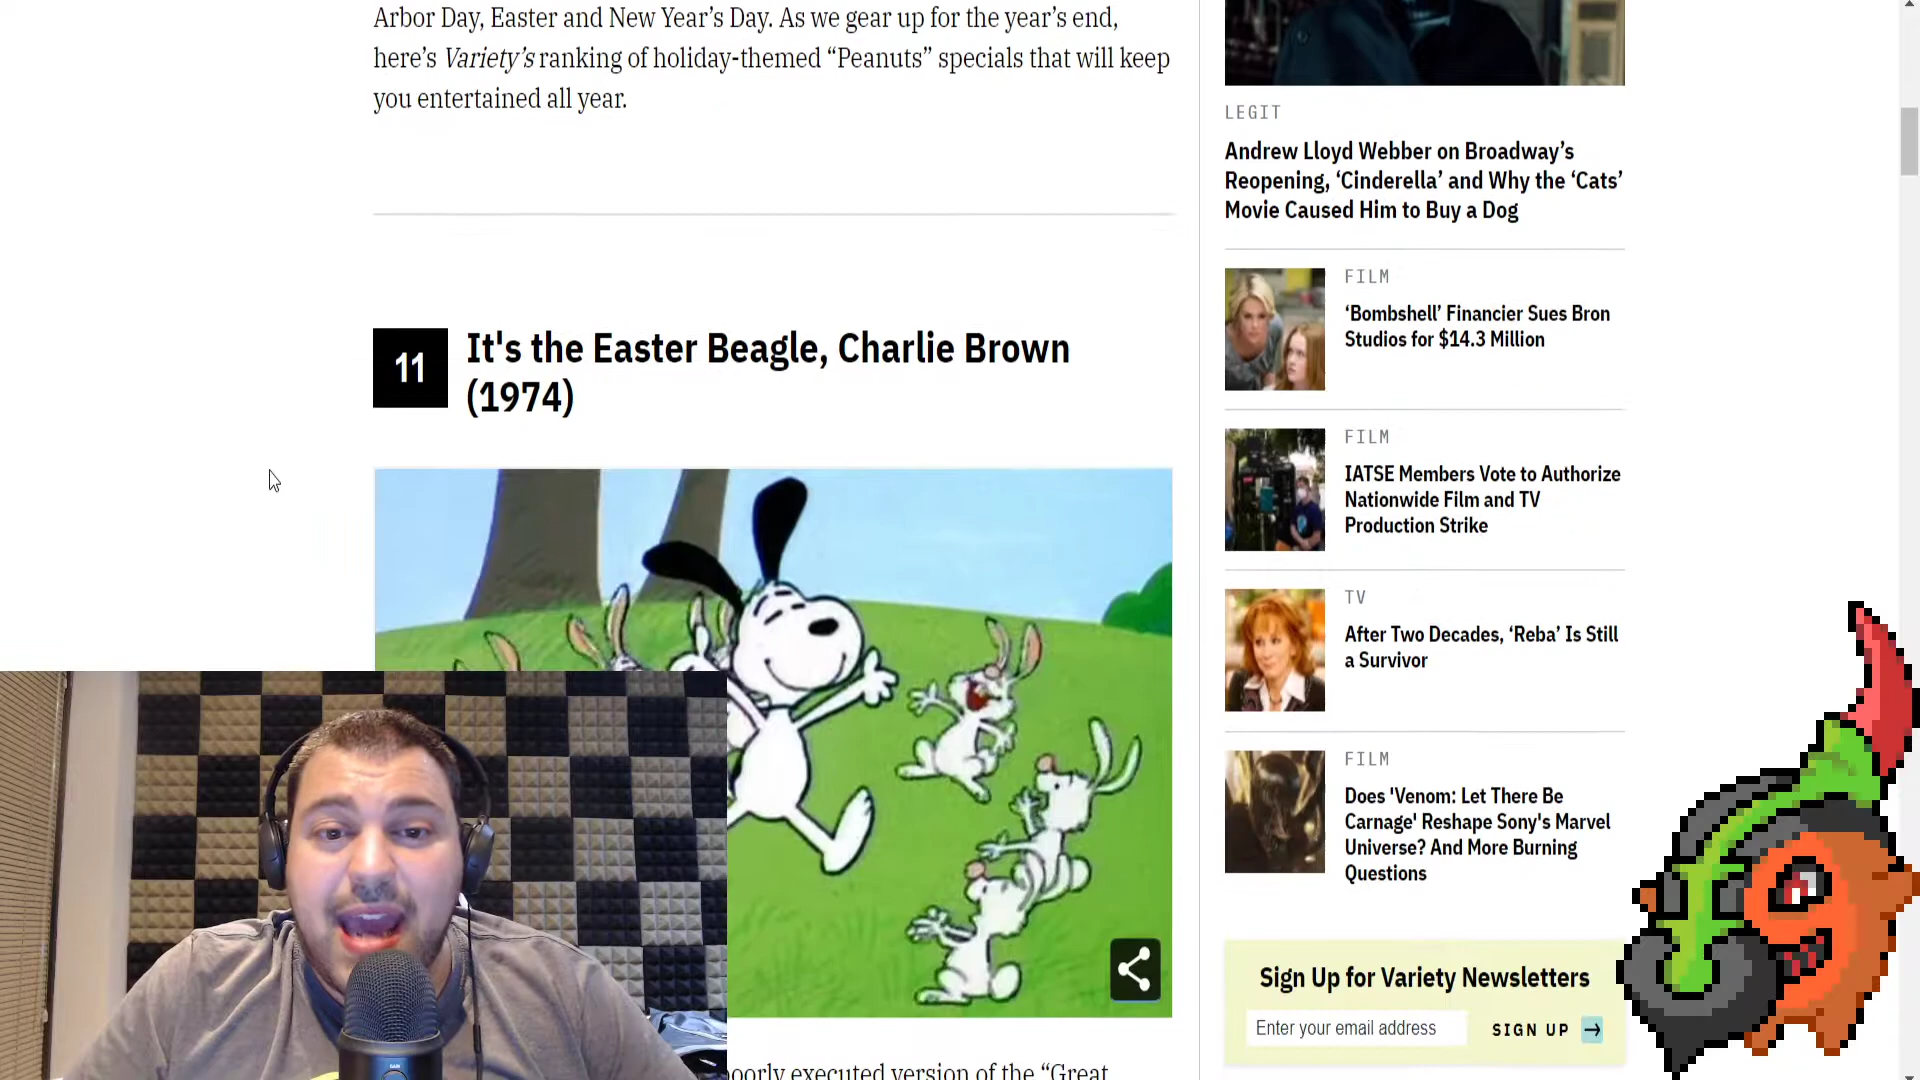 Arbor Day, Easter and New Year’s Day. As we gear up for the year’s end,
here’s Variety’s ranking of holiday-themed “Peanuts” specials that will keep
you entertained all year.
11
It's the Easter Beagle, Charlie Brown
(1974)
poorly executed version of the “Great
LEGIT
Andrew Lloyd Webber on Broadway’s
Reopening, ‘Cinderella’ and Why the ‘Cats’
Movie Caused Him to Buy a Dog
FILM
‘Bombshell’ Financier Sues Bron
Studios for $14.3 Million
FILM
IATSE Members Vote to Authorize
Nationwide Film and TV
Production Strike
TV
After Two Decades, ‘Reba’ Is Still
a Survivor
FILM
Does 'Venom: Let There Be
Carnage' Reshape Sony's Marvel
Universe? And More Burning
Questions
Sign Up for Variety Newsletters
Enter your email address
SIGN UP